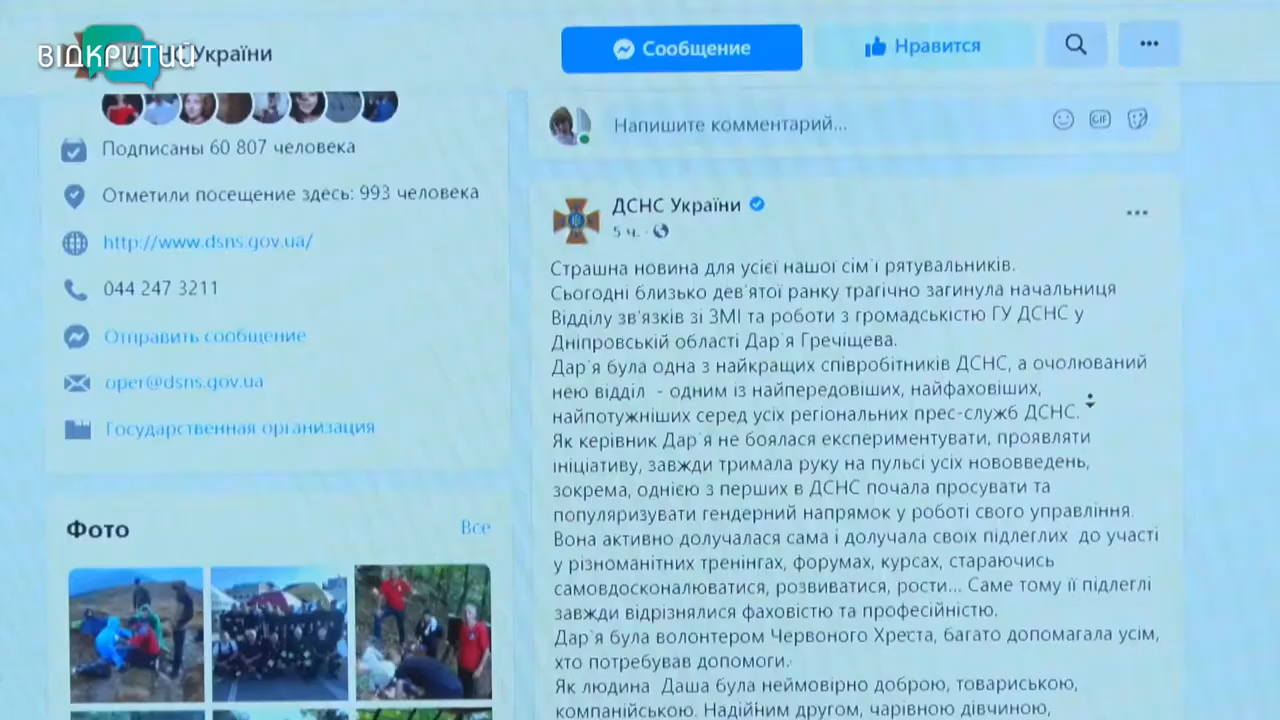 ВІДКРИТИЙ
України
Сообщение
Нравится
Подписаны 60 807 человека
Отметили посещение здесь: 993 человека
http://www.dsns.gov.ua/
044 247 3211
Отправить сообщение
oper@dsns.gov.ua
Государственная организация
Фото
Все
Напишите комментарий...
GIF
ДСНС України
5 ч. ·
Страшна новина для усієї нашої сім`ї рятувальників.
Сьогодні близько дев`ятої ранку трагічно загинула начальниця
Відділу зв'язків зі ЗМІ та роботи з громадськістю ГУ ДСНС у
Дніпровській області Дар`я Гречіщева.
Дар`я була одна з найкращих співробітників ДСНС, а очолюваний
нею відділ - одним із найпередовіших, найфаховіших,
найпотужніших серед усіх регіональних прес-служб ДСНС.
Як керівник Дар`я не боялася експериментувати, проявляти
ініціативу, завжди тримала руку на пульсі усіх нововведень,
зокрема, однією з перших в ДСНС почала просувати та
популяризувати гендерний напрямок у роботі свого управління.
Вона активно долучалася сама і долучала своїх підлеглих до участі
у різноманітних тренінгах, форумах, курсах, стараючись
самовдосконалюватися, розвиватися, рости... Саме тому її підлеглі
завжди відрізнялися фаховістю та професійністю.
Дар`я була волонтером Червоного Хреста, багато допомагала усім,
хто потребував допомоги.
Як людина Даша була неймовірно доброю, товариською,
компанійською. Надійним другом, чарівною дівчиною,